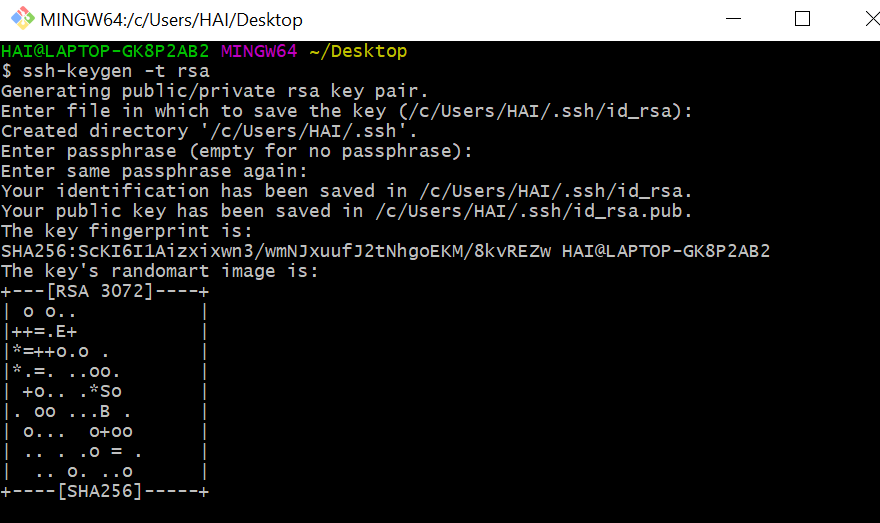 MINGW64:/c/Users/HAI/Desktop
HAI@LAPTOP-GK8P2AB2 MINGW64 ~/Desktop
$ ssh-keygen -t rsa
Generating public/private rsa key pair.
Enter file in which to save the key (/c/Users/HAI/.ssh/id_rsa):
Created directory '/c/Users/HAI/.ssh'.
Enter passphrase (empty for no passphrase):
Enter same passphrase again:
Your identification has been saved in /c/Users/HAI/.ssh/id_rsa.
Your public key has been saved in /c/Users/HAI/.ssh/id_rsa.pub.
The key fingerprint is:
SHA256:ScKI6I1Aizxixwn3/wmNJxuufJ2tNhgoEKM/8kvREZw HAI@LAPTOP-GK8P2AB2
The key's randomart image is:
+---[RSA 3072]----+
| o o..           |
|++=.E+           |
|*=++o.o .        |
|*.=. ..oo.       |
| +o.. .*So       |
|. oo ...B .      |
| o...  o+oo      |
| .. . .o = .     |
|  .. o. ..o      |
+----[SHA256]-----+